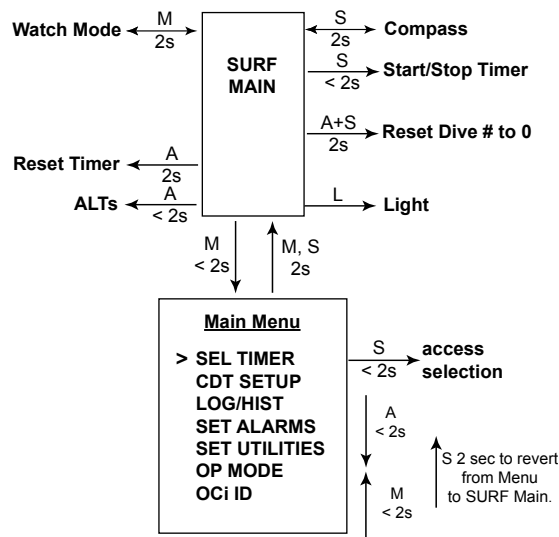 Watch Mode
M
2s
SURF
MAIN
S
2s
Compass
S
< 2s
Start/Stop Timer
A+S
2s
Reset Dive # to 0
Reset Timer
A
2s
ALTs
A
< 2s
L
Light
M
< 2s
M, S
2s
Main Menu
> SEL TIMER
CDT SETUP
LOG/HIST
SET ALARMS
SET UTILITIES
OP MODE
OCi ID
S
< 2s
access
selection
A
< 2s
M
< 2s
S 2 sec to revert
from Menu
to SURF Main.